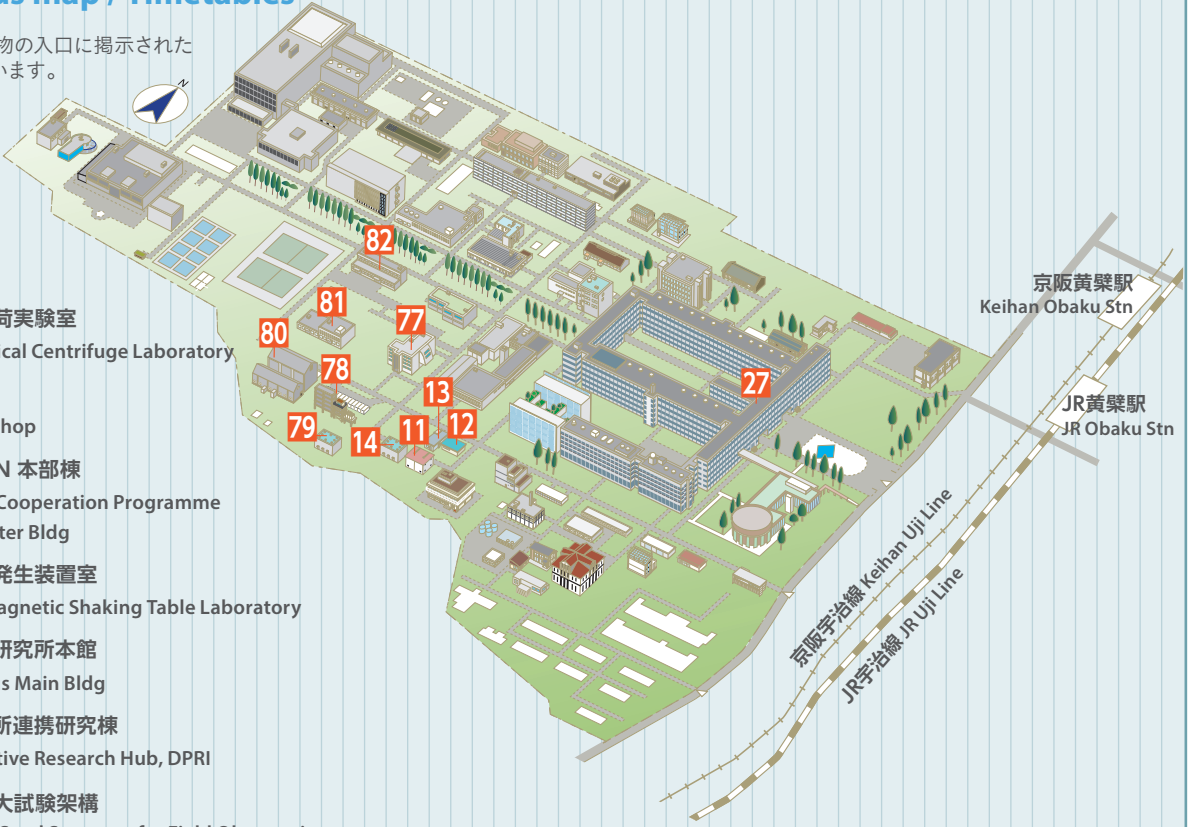 us map / Timetables
物の入口に掲示された
います。
N
荷実験室
ical Centrifuge Laboratory
hop
N 本部棟
Cooperation Programme
ter Bldg
発生装置室
agnetic Shaking Table Laboratory
研究所本館
s Main Bldg
所連携研究棟
tive Research Hub, DPRI
大試験架構
82
81
80
77
78
13
12
11
14
79
27
京阪黄檗駅
Keihan Obaku Stn
JR黄檗駅
JR Obaku Stn
京阪宇治線 Keihan Uji Line
JR宇治線 JR Uji Line